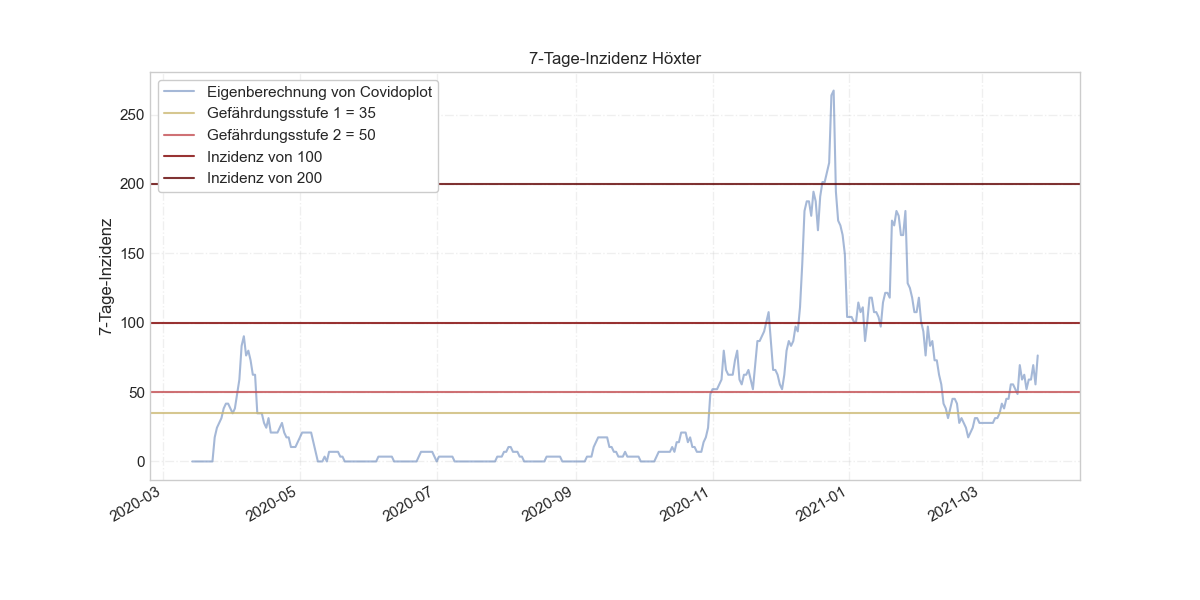 7-Tage-Inzidenz Höxter
Eigenberechnung von Covidoplot
Gefährdungsstufe 1 = 35
Gefährdungsstufe 2 = 50
Inzidenz von 100
Inzidenz von 200
7-Tage-Inzidenz
250
200
150
100
50
0
2020-03
2020-05
2020-07
2020-09
2020-11
2021-01
2021-03